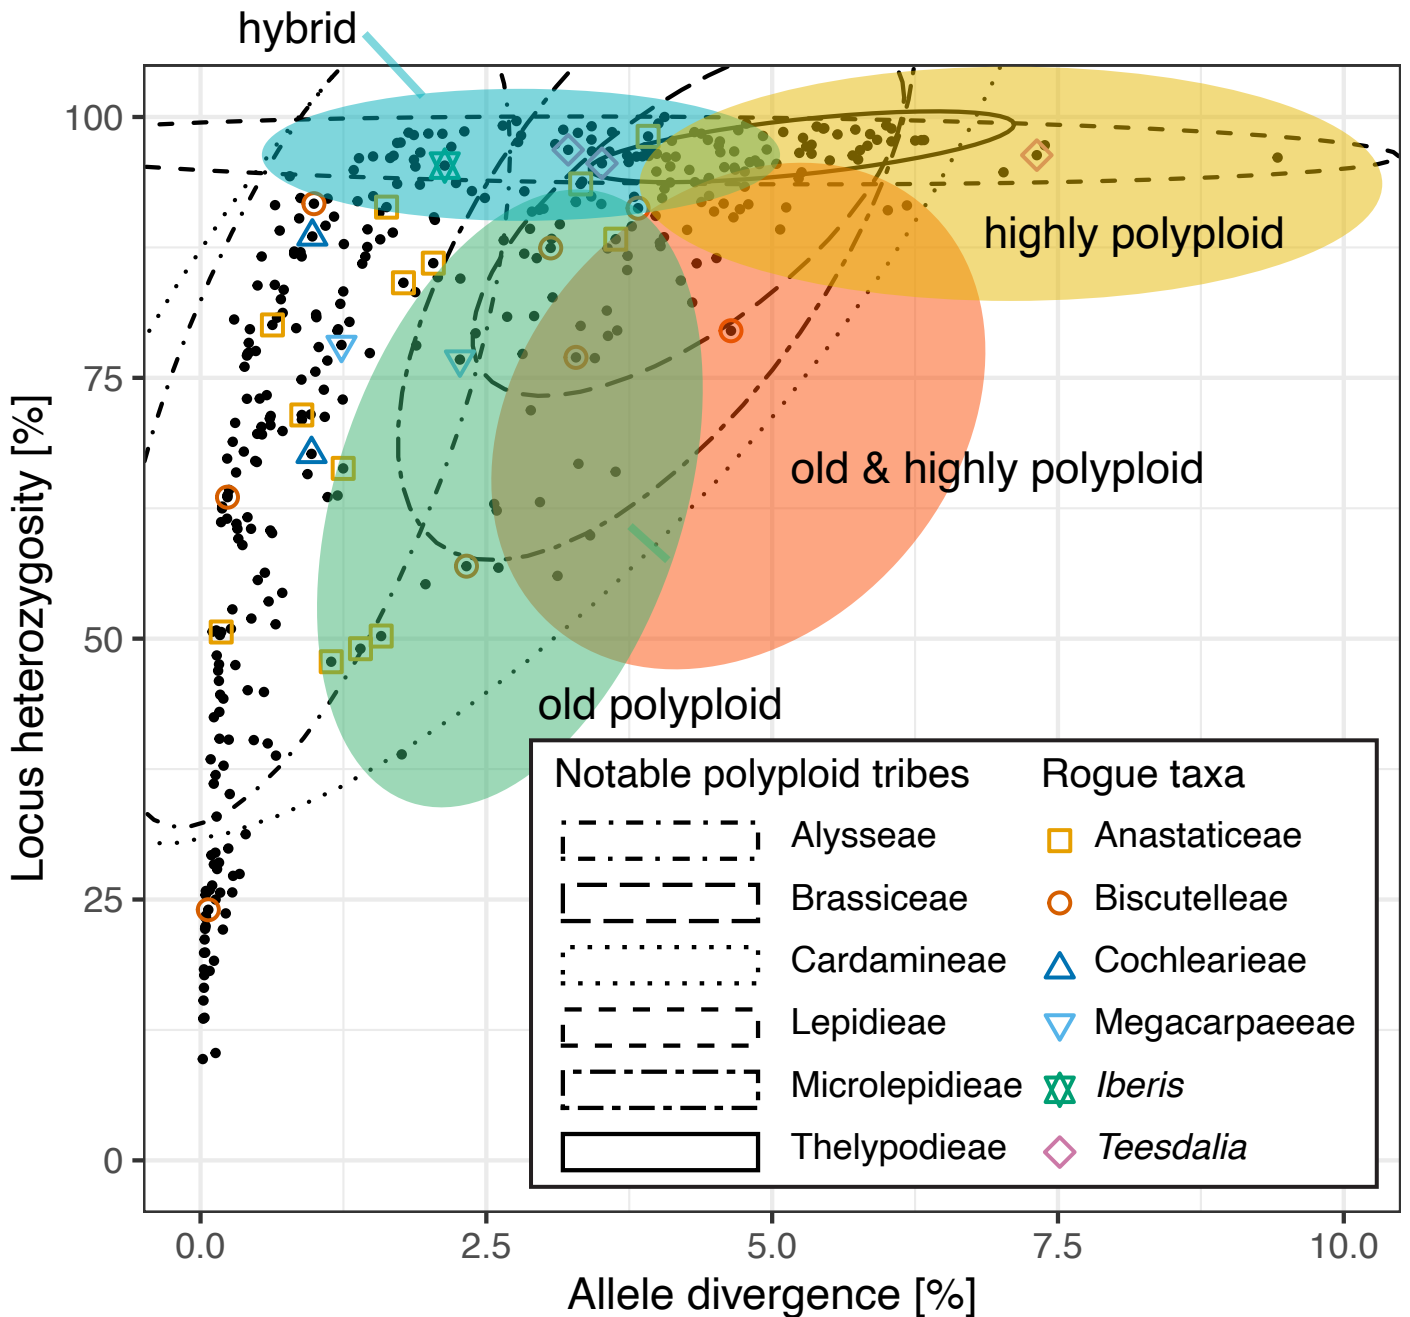 hybrid
100
75
50
25
0
Locus heterozygosity [%]
highly polyploid
old & highly polyploid
old polyploid
Notable polyploid tribes
Alysseae
Brassiceae
Cardamineae
Lepidieae
Microlepidieae
Thelypodieae
Rogue taxa
Anastaticeae
Biscutelleae
Cochlearieae
Megacarpaeeae
Iberis
Teesdalia
0.0
2.5
5.0
7.5
10.0
Allele divergence [%]